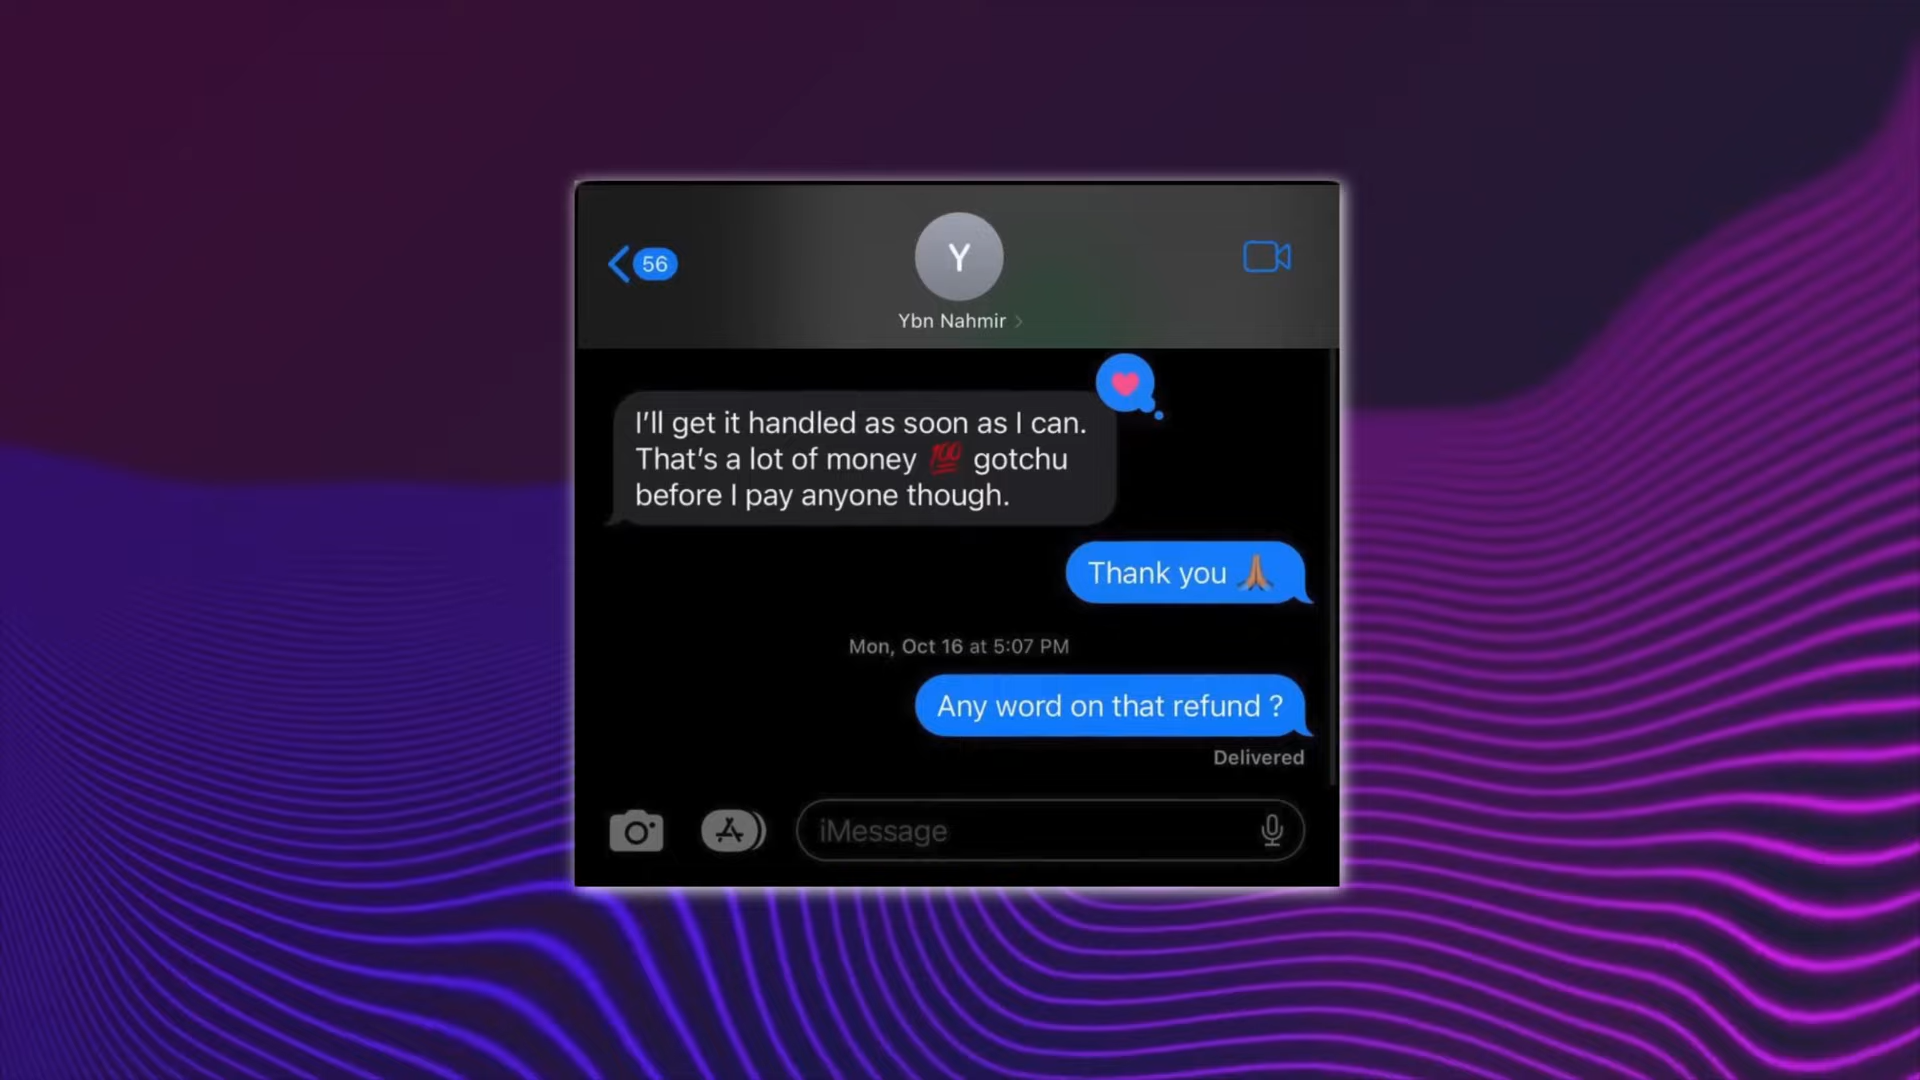 56
Y
Ybn Nahmir
I’ll get it handled as soon as I can.
That’s a lot of money 💯 gotchu
before I pay anyone though.
Thank you 🙏🏽
Mon, Oct 16 at 5:07 PM
Any word on that refund ?
Delivered
iMessage